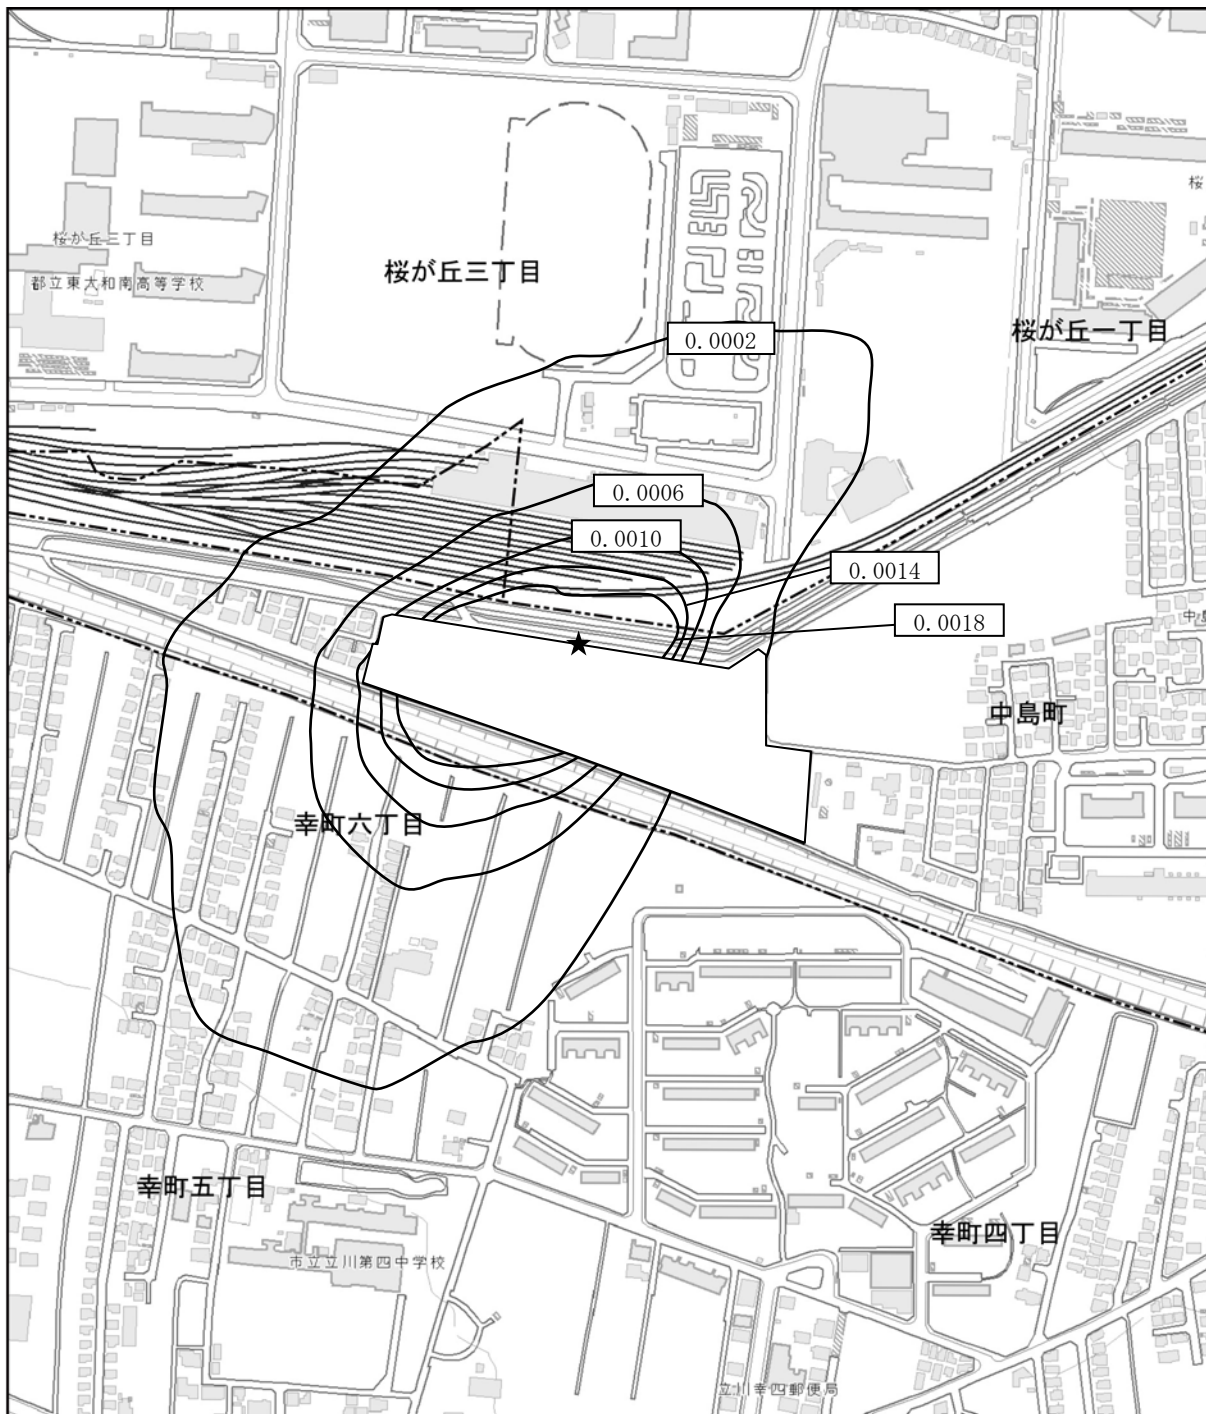 桜
桜が丘三丁目
桜が丘三丁目
都立東大和南高等学校
桜が丘一丁目
0.0002
0.0006
0.0010
0.0014
0.0018
中島町
幸町六丁目
幸町五丁目
幸町四丁目
市立立川第四中学校
立川幸四郵便局